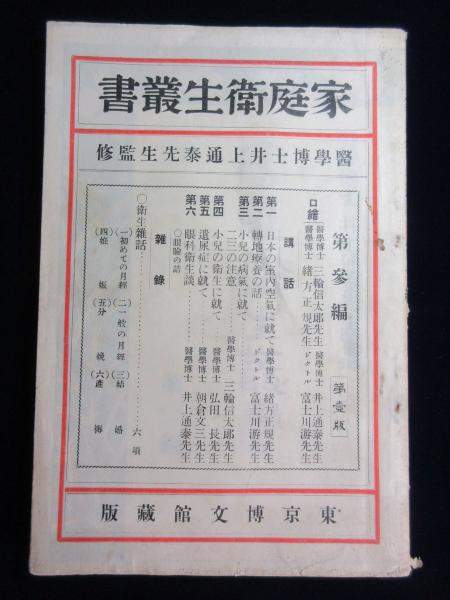 書叢生衛庭家
修監生先泰通上井士博學醫
第參編
第壹版
口繪 醫學博士 三輪信太郎先生 醫學博士 井上通泰先生
醫學博士 緒方正規先生 ドクトル 富士川游先生
講話
第一 日本の室内空氣に就て 醫學博士 緒方正規先生
第二 轉地療養の話 ドクトル 富士川游先生
第三 小兒の病氣に就て
二三の注意 醫學博士 三輪信太郎先生
第四 小兒の衛生に就て 醫學博士 弘田長先生
第五 遺尿症に就て 醫學博士 朝倉文三先生
第六 眼科衛生談 醫學博士 井上通泰先生
○眼瞼の話
雜錄
○衛生雜話 六項
(一)初めての月經 (二)一般の月經 (三)結婚
(四)姙娠 (五)分娩 (六)產褥
版藏館文博京東